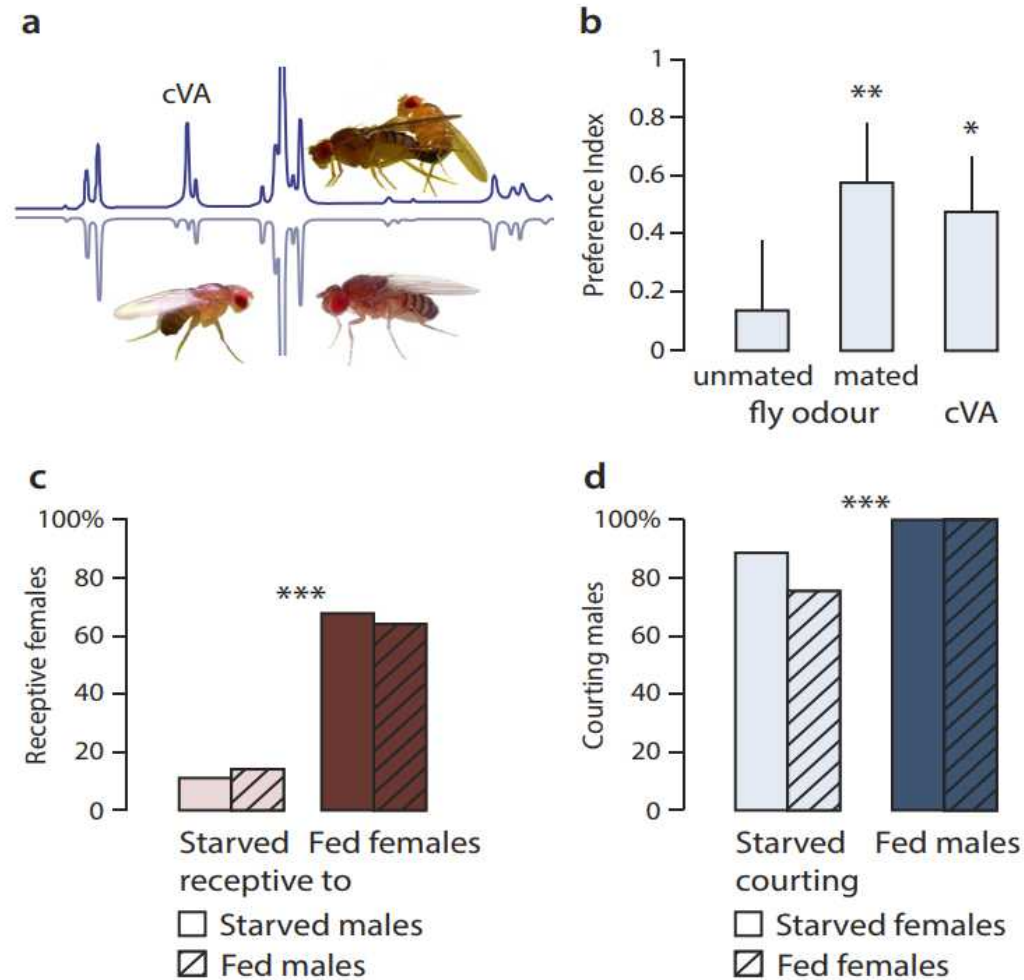 a
cVA
b
Preference Index
1
0.8
0.6
0.4
0.2
0
**
*
unmated mated
fly odour cVA
c
Receptive females
100%
80
60
40
20
0
***
Starved Fed females
receptive to
Starved males
Fed males
d
Courting males
100%
80
60
40
20
0
***
Starved Fed males
courting
Starved females
Fed females